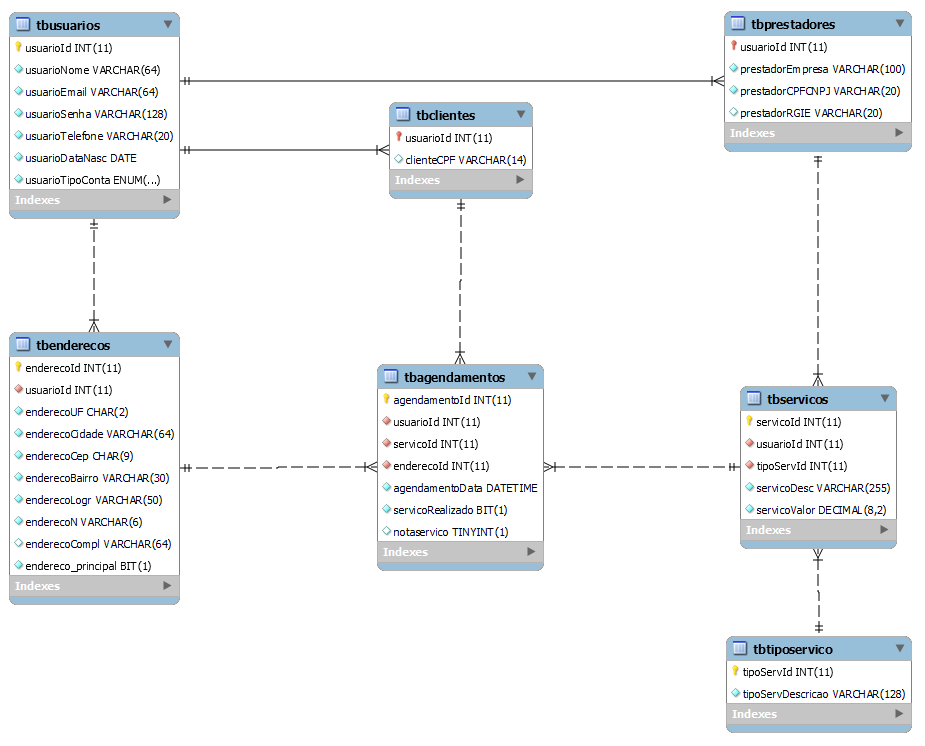 tbusuarios
usuarioId INT(11)
usuarioNome VARCHAR(64)
usuarioEmail VARCHAR(64)
usuarioSenha VARCHAR(128)
usuarioTelefone VARCHAR(20)
usuarioDataNasc DATE
usuarioTipoConta ENUM(...)
Indexes
tbclientes
usuarioId INT(11)
clienteCPF VARCHAR(14)
Indexes
tbprestadores
usuarioId INT(11)
prestadorEmpresa VARCHAR(100)
prestadorCPFCNPJ VARCHAR(20)
prestadorRGIE VARCHAR(20)
Indexes
tbenderecos
enderecoId INT(11)
usuarioId INT(11)
enderecoUF CHAR(2)
enderecoCidade VARCHAR(64)
enderecoCep CHAR(9)
enderecoBairro VARCHAR(30)
enderecoLogr VARCHAR(50)
enderecoN VARCHAR(6)
enderecoCompl VARCHAR(64)
endereco_principal BIT(1)
Indexes
tbagendamentos
agendamentoId INT(11)
usuarioId INT(11)
servicoId INT(11)
enderecoId INT(11)
agendamentoData DATETIME
servicoRealizado BIT(1)
notaservico TINYINT(1)
Indexes
tbservicos
servicoId INT(11)
usuarioId INT(11)
tipoServId INT(11)
servicoDesc VARCHAR(255)
servicoValor DECIMAL(8,2)
Indexes
tbtiposervico
tipoServId INT(11)
tipoServDescricao VARCHAR(128)
Indexes